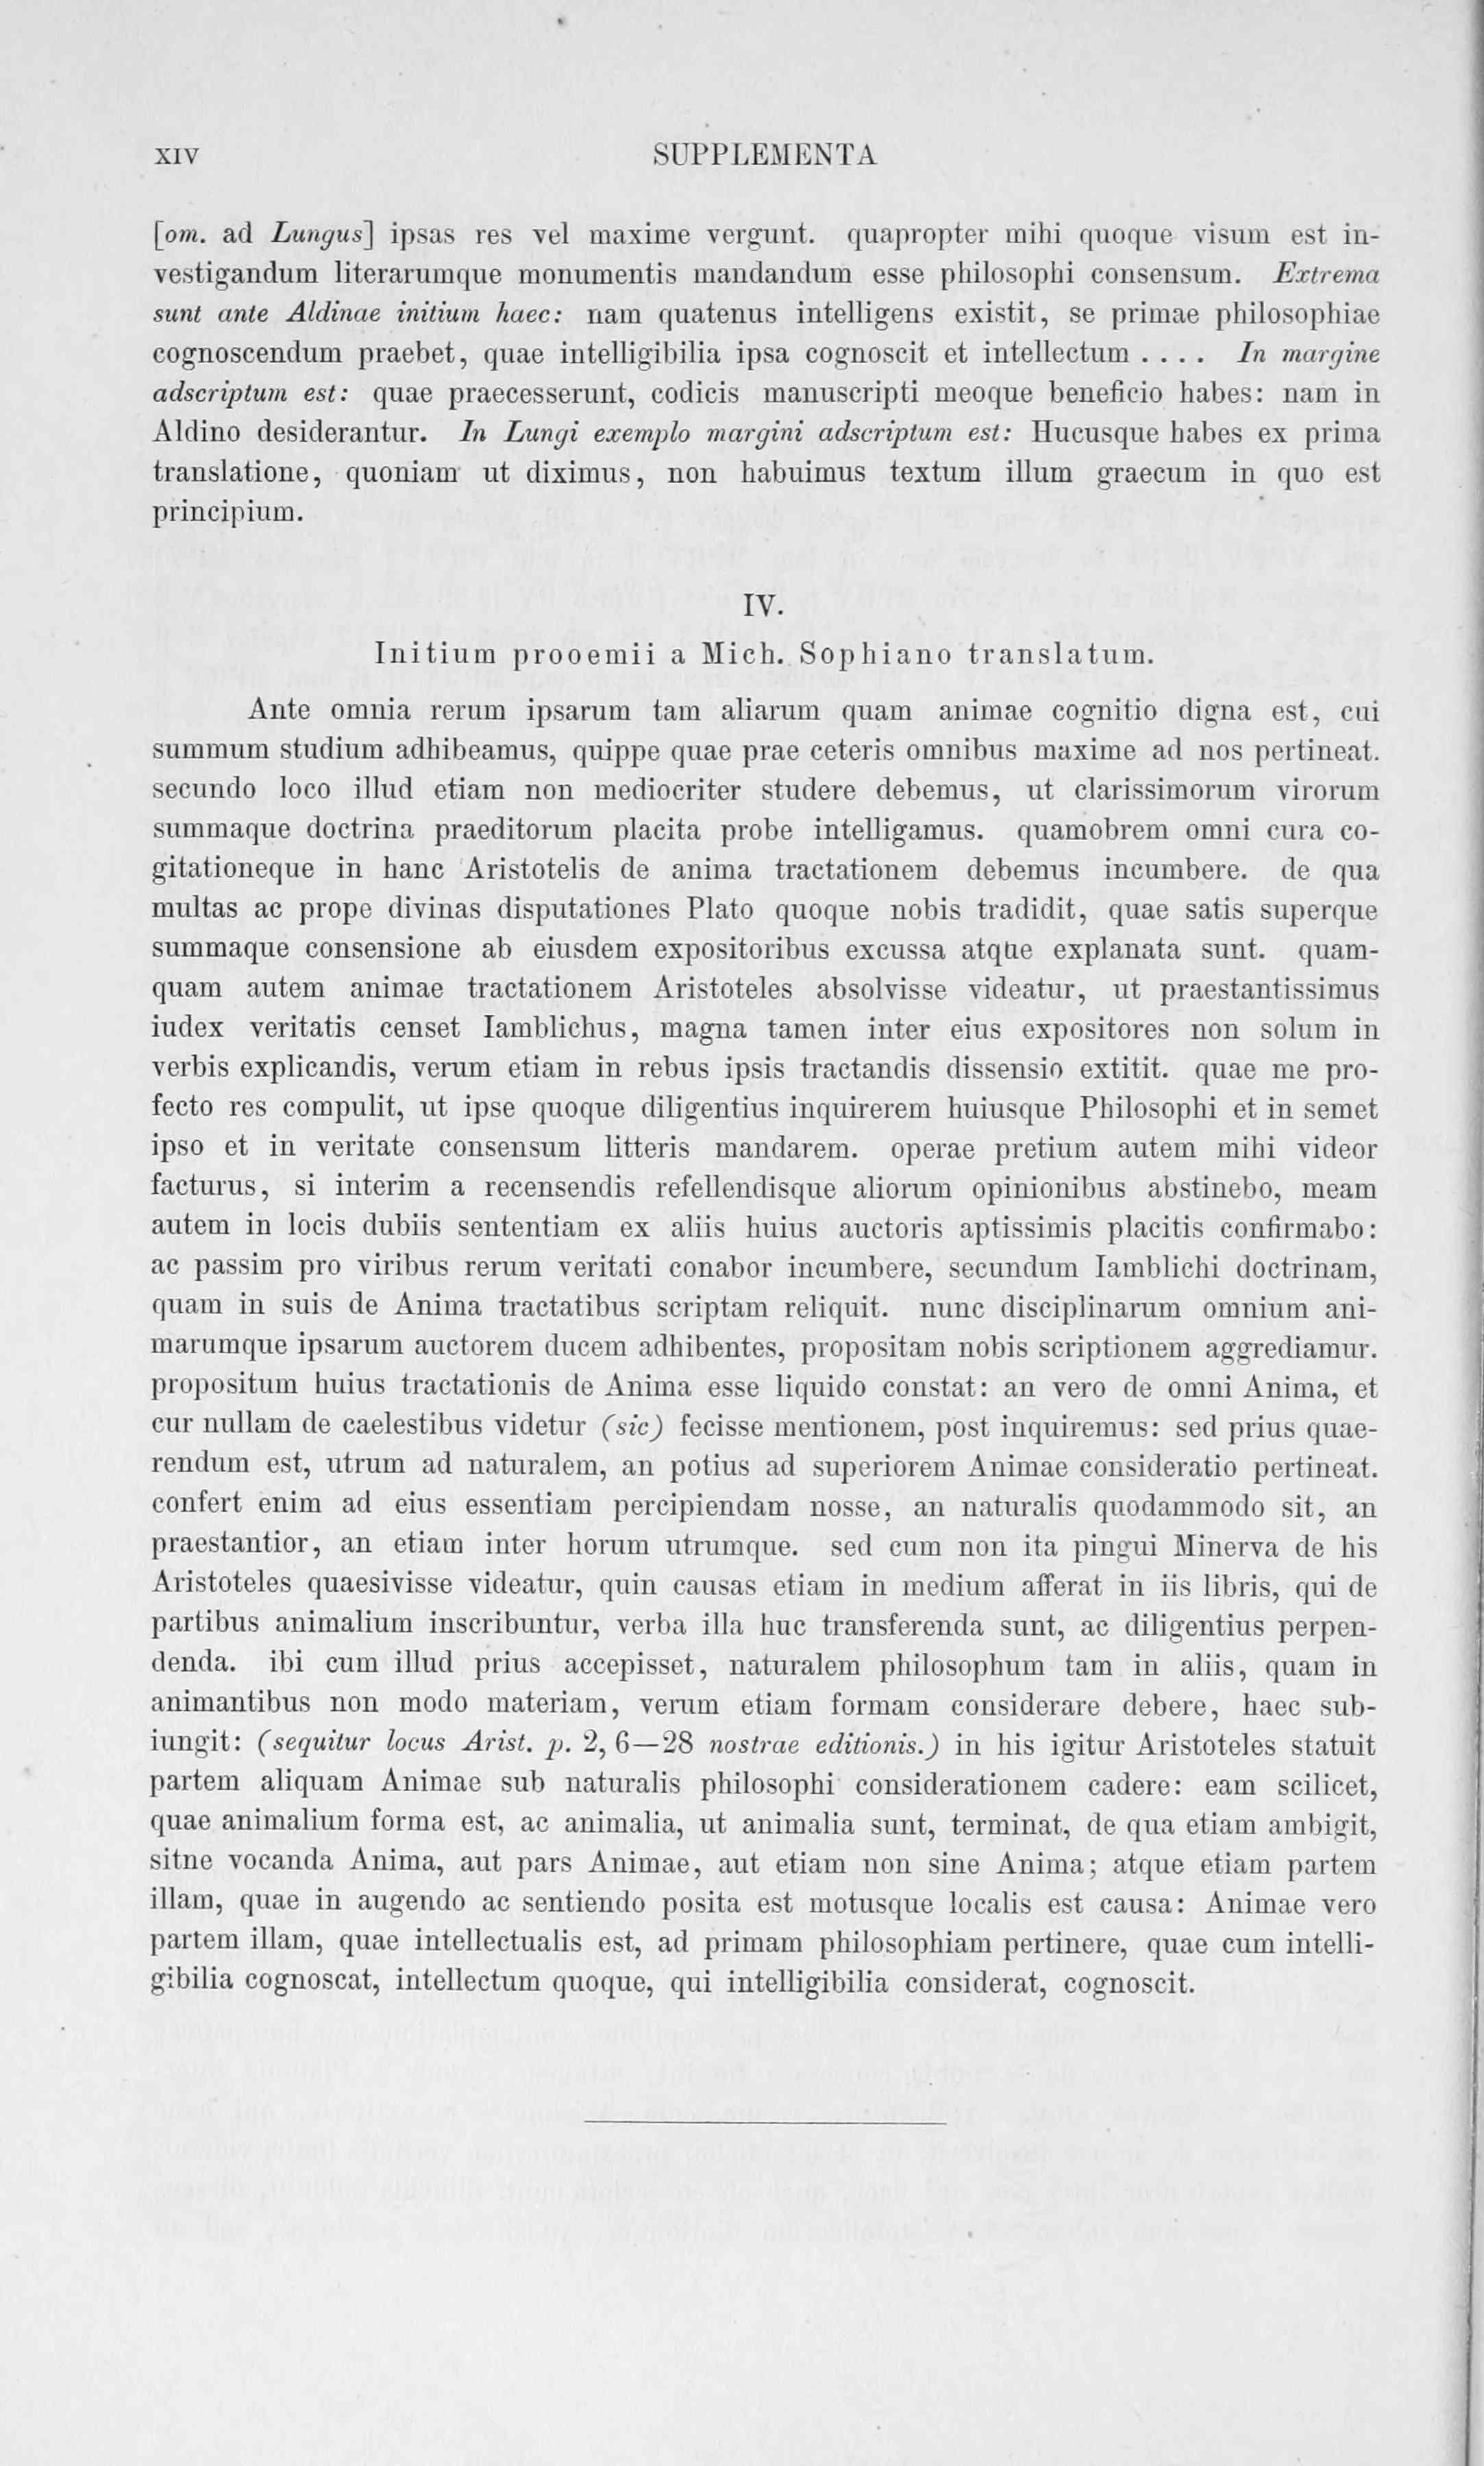 XIV SUPPLEMENTA
[om. ad Lungus] ipsas res vel maxime vergunt. quapropter mihi quoque visum est in-
vestigandum literarumque monumentis mandandum esse philosophi consensum. Extrema
sunt ante Aldinae initium haec: nam quatenus intelligens existit, se primae philosophiae
cognoscendum praebet, quae intelligibilia ipsa cognoscit et intellectum . . . . In margine
adscriptum est: quae praecesserunt, codicis manuscripti meoque beneficio habes: nam in
Aldino desiderantur. In Lungi exemplo margini adscriptum est: Hucusque habes ex prima
translatione, quoniam ut diximus, non habuimus textum illum graecum in quo est
principium.
IV.
Initium prooemii a Mich. Sophiano translatum.
Ante omnia rerum ipsarum tam aliarum quam animae cognitio digna est, cui
summum studium adhibeamus, quippe quae prae ceteris omnibus maxime ad nos pertineat.
secundo loco illud etiam non mediocriter studere debemus, ut clarissimorum virorum
summaque doctrina praeditorum placita probe intelligamus. quamobrem omni cura co-
gitationeque in hanc Aristotelis de anima tractationem debemus incumbere. de qua
multas ac prope divinas disputationes Plato quoque nobis tradidit, quae satis superque
summaque consensione ab eiusdem expositoribus excussa atque explanata sunt. quam-
quam autem animae tractationem Aristoteles absolvisse videatur, ut praestantissimus
iudex veritatis censet Iamblichus, magna tamen inter eius expositores non solum in
verbis explicandis, verum etiam in rebus ipsis tractandis dissensio extitit. quae me pro-
fecto res compulit, ut ipse quoque diligentius inquirerem huiusque Philosophi et in semet
ipso et in veritate consensum litteris mandarem. operae pretium autem mihi videor
facturus, si interim a recensendis refellendisque aliorum opinionibus abstinebo, meam
autem in locis dubiis sententiam ex aliis huius auctoris aptissimis placitis confirmabo:
ac passim pro viribus rerum veritati conabor incumbere, secundum Iamblichi doctrinam,
quam in suis de Anima tractatibus scriptam reliquit. nunc disciplinarum omnium ani-
marumque ipsarum auctorem ducem adhibentes, propositam nobis scriptionem aggrediamur.
propositum huius tractationis de Anima esse liquido constat: an vero de omni Anima, et
cur nullam de caelestibus videtur (sic) fecisse mentionem, post inquiremus: sed prius quae-
rendum est, utrum ad naturalem, an potius ad superiorem Animae consideratio pertineat.
confert enim ad eius essentiam percipiendam nosse, an naturalis quodammodo sit, an
praestantior, an etiam inter horum utrumque. sed cum non ita pingui Minerva de his
Aristoteles quaesivisse videatur, quin causas etiam in medium afferat in iis libris, qui de
partibus animalium inscribuntur, verba illa huc transferenda sunt, ac diligentius perpen-
denda. ibi cum illud prius accepisset, naturalem philosophum tam in aliis, quam in
animantibus non modo materiam, verum etiam formam considerare debere, haec sub-
iungit: (sequitur locus Arist. p. 2, 6—28 nostrae editionis.) in his igitur Aristoteles statuit
partem aliquam Animae sub naturalis philosophi considerationem cadere: eam scilicet,
quae animalium forma est, ac animalia, ut animalia sunt, terminat, de qua etiam ambigit,
sitne vocanda Anima, aut pars Animae, aut etiam non sine Anima; atque etiam partem
illam, quae in augendo ac sentiendo posita est motusque localis est causa: Animae vero
partem illam, quae intellectualis est, ad primam philosophiam pertinere, quae cum intelli-
gibilia cognoscat, intellectum quoque, qui intelligibilia considerat, cognoscit.